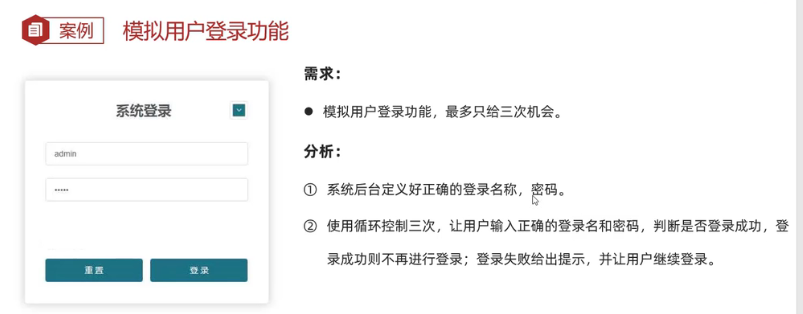 案例 模拟用户登录功能
系统登录
admin
•••••
重置 登录
需求：
● 模拟用户登录功能，最多只给三次机会。
分析：
① 系统后台定义好正确的登录名称，密码。
② 使用循环控制三次，让用户输入正确的登录名和密码，判断是否登录成功，登
录成功则不再进行登录；登录失败给出提示，并让用户继续登录。